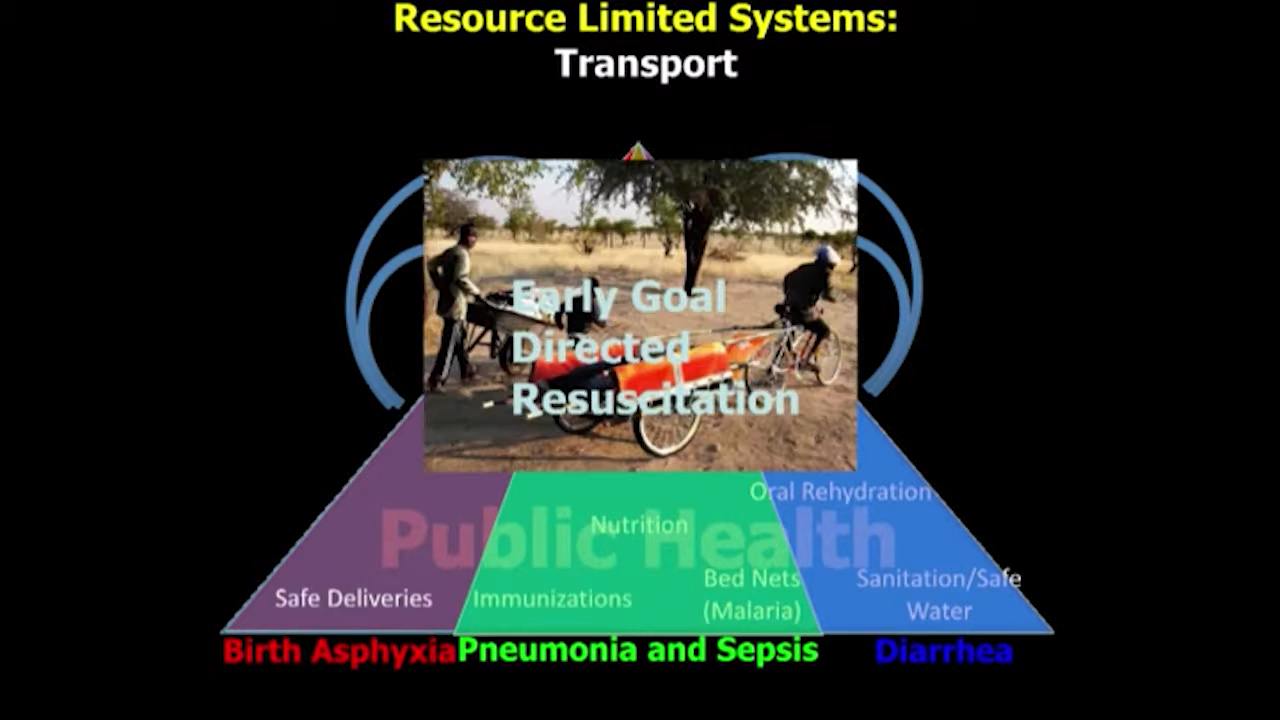 Resource Limited Systems:
Transport
Early Goal
Directed
Resuscitation
Oral Rehydration
Public Health
Nutrition
Bed Nets
(Malaria)
Sanitation/Safe
Water
Safe Deliveries
Immunizations
Birth Asphyxia
Pneumonia and Sepsis
Diarrhea